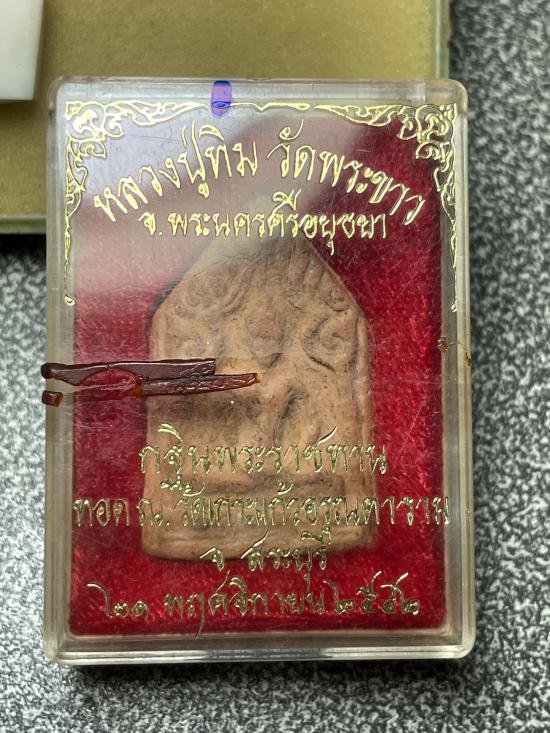 หลวงปู่ทิม วัดพระขาว
จ.พระนครศรีอยุธยา
กฐินพระราชทาน
ทอด ณ. วัดเกาะแก้วอรุณคาราม
จ.สระบุรี
๒๑ พฤศจิกายน ๒๕๔๒